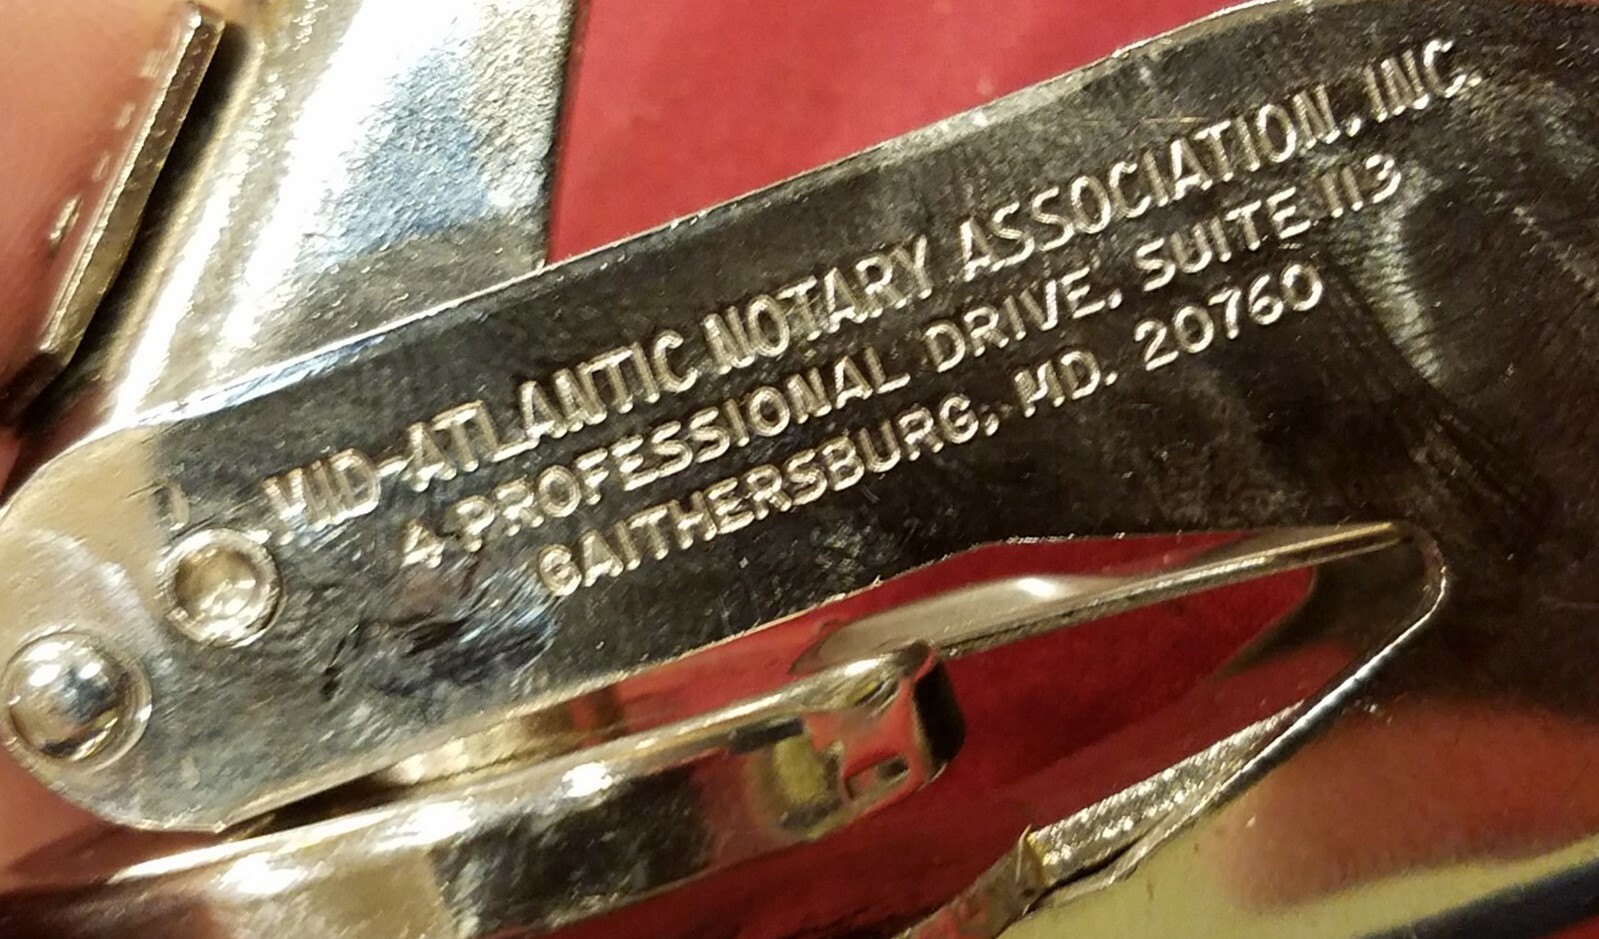 MID-ATLANTIC NOTARY ASSOCIATION, INC.
4 PROFESSIONAL DRIVE, SUITE 113
GAITHERSBURG, MD. 20760